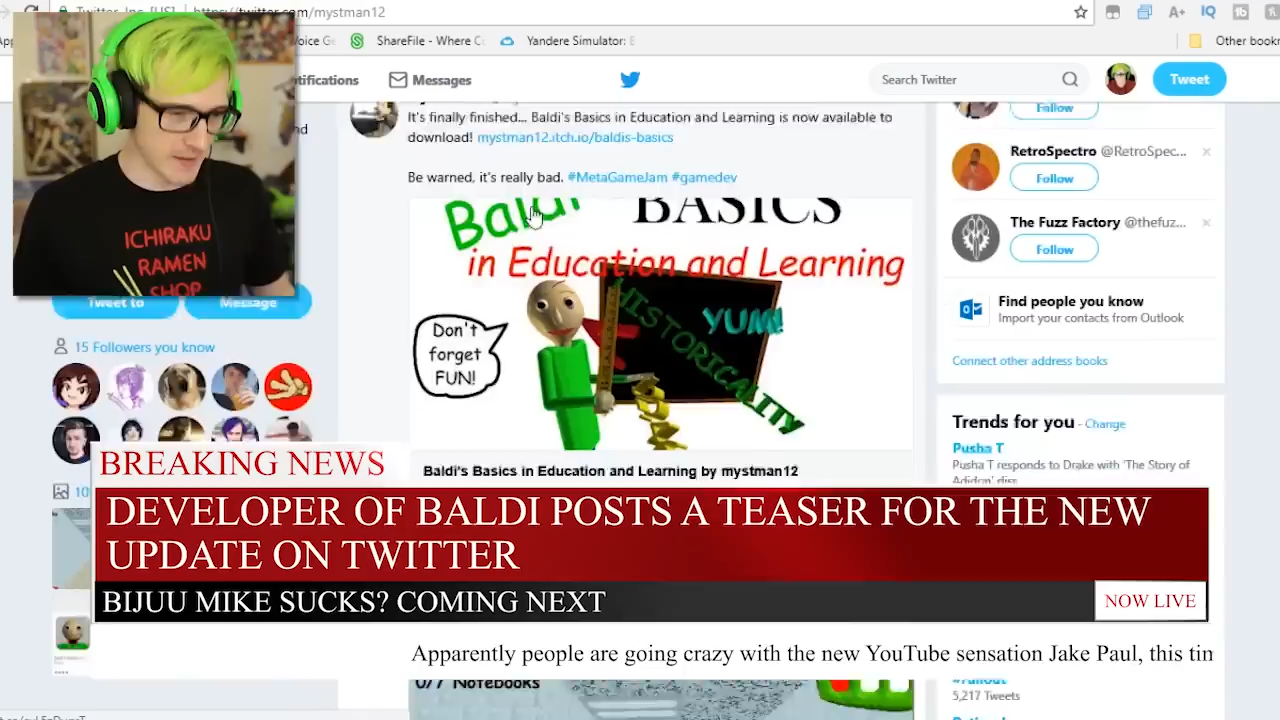 Twitter, Inc. [US]
https://twitter.com/mystman12
ShareFile - Where
Yandere Simulator:
Other book
Messages
Search Twitter
Tweet
It's finally finished... Baldi's Basics in Education and Learning is now available to
download! mystman12.itch.io/baldis-basics
Be warned, it's really bad. #MetaGameJam #gamedev
Baldi
BASICS
in Education and Learning
Don't
forget
FUN!
HISTORICALITY
YUM!
Baldi's Basics in Education and Learning by mystman12
ICHIRAKU
RAMEN
SHOP
Tweet to
Message
15 Followers you know
Follow
RetroSpectro @RetroSpec...
Follow
The Fuzz Factory @thefuz...
Follow
Find people you know
Import your contacts from Outlook
Connect other address books
Trends for you - Change
Pusha T
Pusha T responds to Drake with 'The Story of
Adidon' diss
BREAKING NEWS
DEVELOPER OF BALDI POSTS A TEASER FOR THE NEW
UPDATE ON TWITTER
BIJUU MIKE SUCKS? COMING NEXT
NOW LIVE
Apparently people are going crazy with the new YouTube sensation Jake Paul, this
0/7 Notebooks
5,217 Tweets